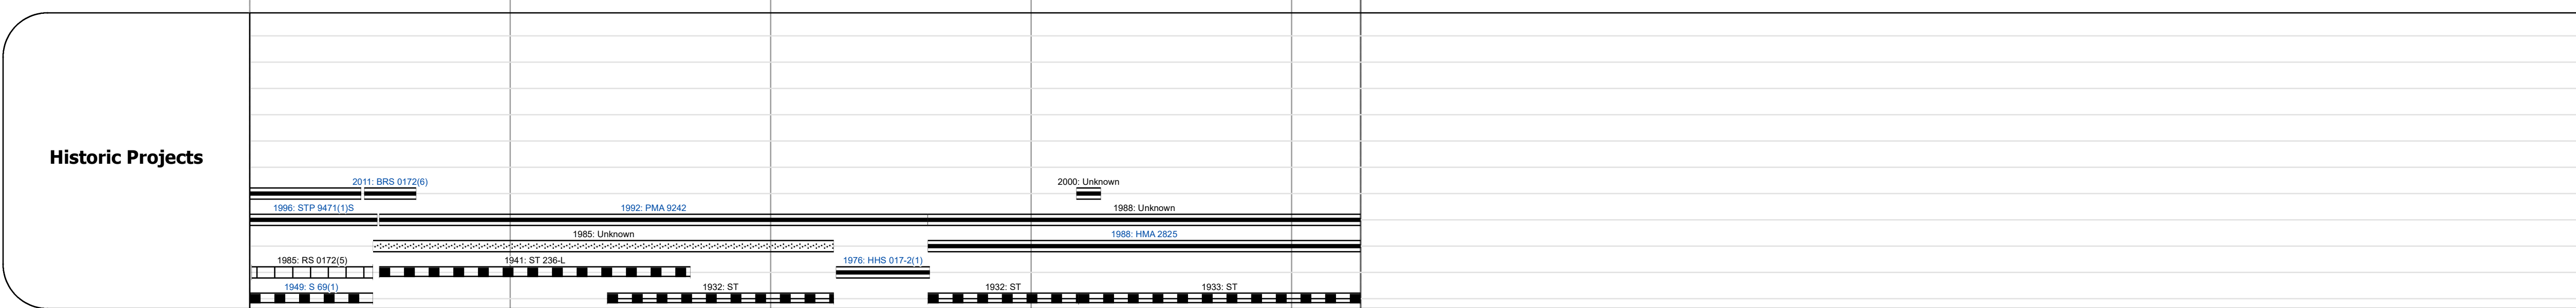 Historic Projects
2011: BRS 0172(6)
2000: Unknown
1996: STP 9471(1)S
1992: PMA 9242
1988: Unknown
1985: Unknown
1988: HMA 2825
1985: RS 0172(5)
1941: ST 236-L
1976: HHS 017-2(1)
1949: S 69(1)
1932: ST
1932: ST
1933: ST